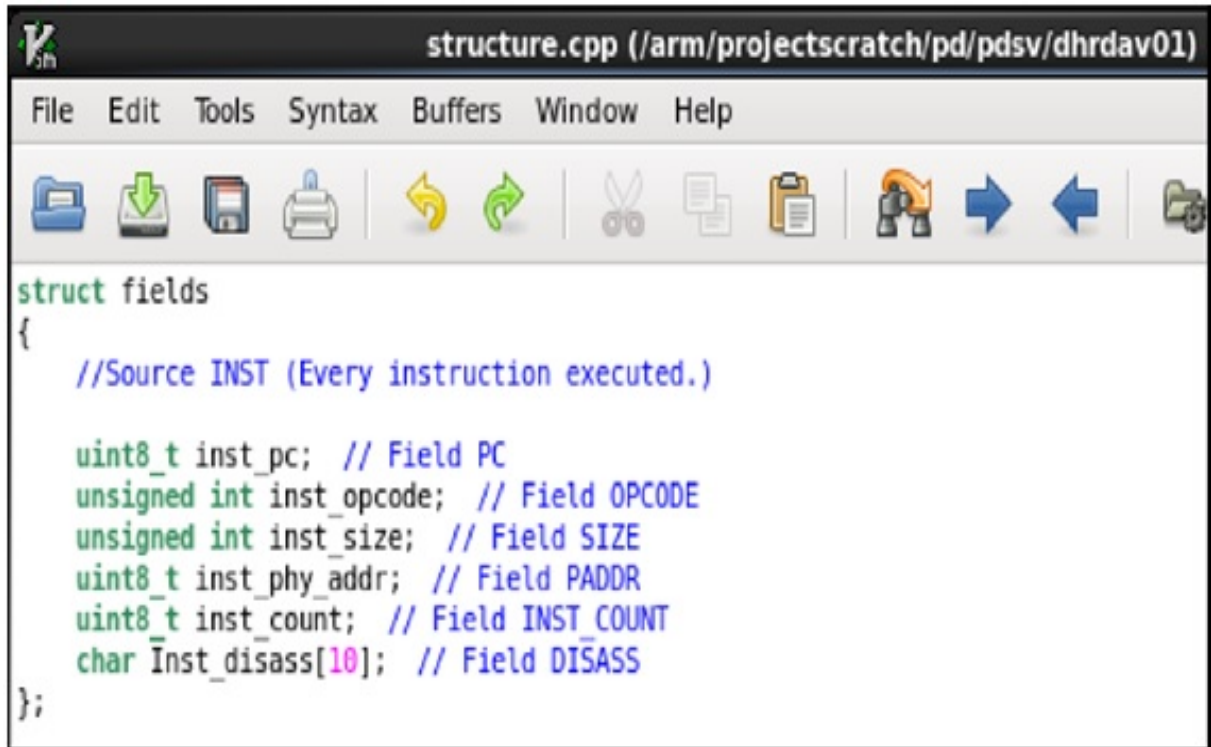 structure.cpp (/arm/projectscratch/pd/pdsv/dhrdav01)
File Edit Tools Syntax Buffers Window Help
struct fields
{
    //Source INST (Every instruction executed.)
    uint8_t inst_pc;  // Field PC
    unsigned int inst_opcode;  // Field OPCODE
    unsigned int inst_size;  // Field SIZE
    uint8_t inst_phy_addr;  // Field PADDR
    uint8_t inst_count;  // Field INST_COUNT
    char Inst_disass[10];  // Field DISASS
};